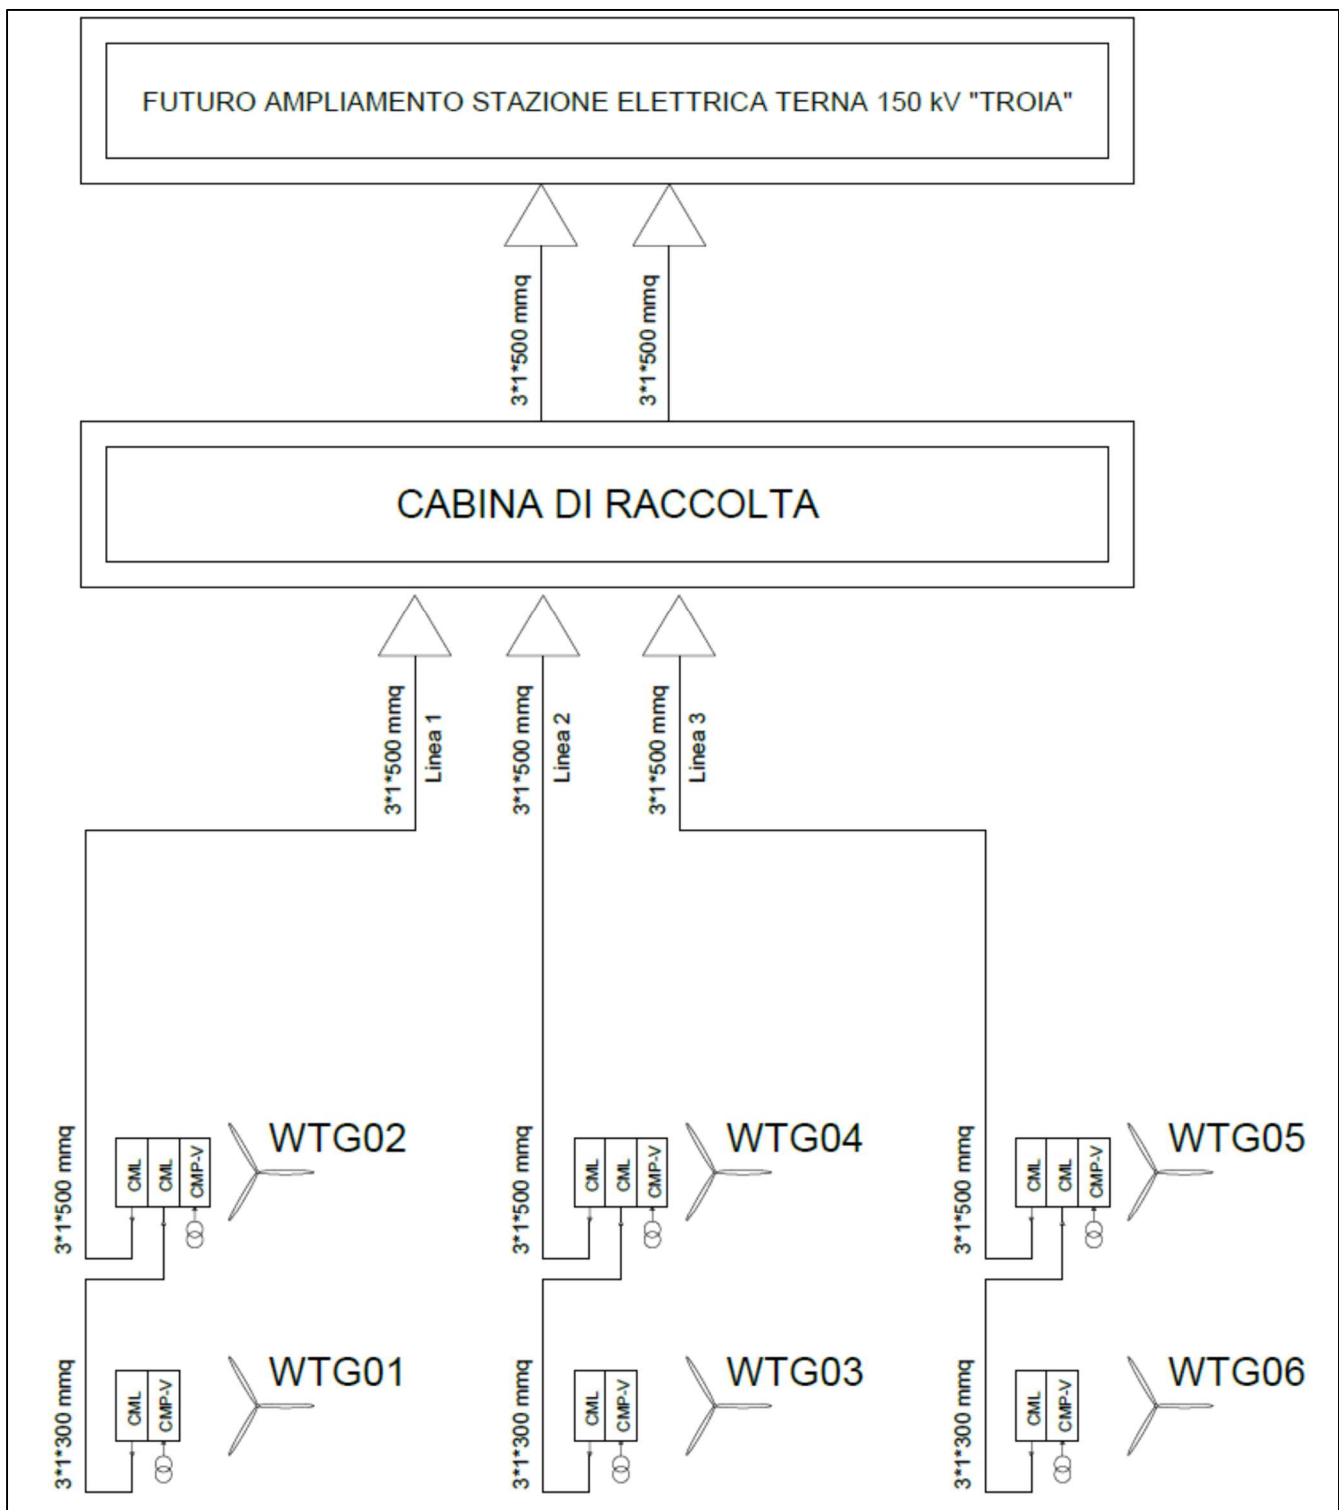 FUTURO AMPLIAMENTO STAZIONE ELETTRICA TERNA 150 kV "TROIA"
3*1*500 mmq
3*1*500 mmq
CABINA DI RACCOLTA
3*1*500 mmq
Linea 1
3*1*500 mmq
Linea 2
3*1*500 mmq
Linea 3
3*1*500 mmq
CML
CML
CMP-V
WTG02
3*1*500 mmq
CML
CML
CMP-V
WTG04
3*1*500 mmq
CML
CML
CMP-V
WTG05
3*1*300 mmq
CML
CMP-V
WTG01
3*1*300 mmq
CML
CMP-V
WTG03
3*1*300 mmq
CML
CMP-V
WTG06